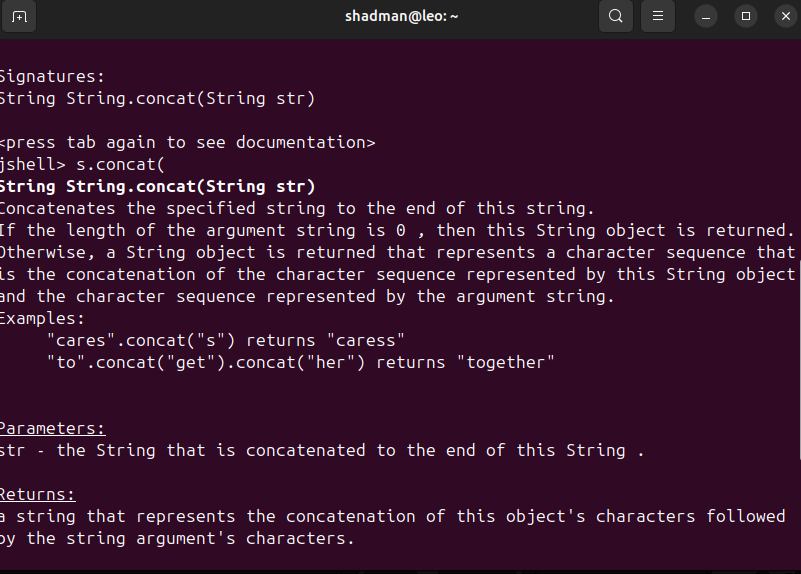 shadman@leo: ~
Signatures:
String String.concat(String str)
<press tab again to see documentation>
jshell> s.concat(
String String.concat(String str)
Concatenates the specified string to the end of this string.
If the length of the argument string is 0 , then this String object is returned.
Otherwise, a String object is returned that represents a character sequence that
is the concatenation of the character sequence represented by this String object
and the character sequence represented by the argument string.
Examples:
"cares".concat("s") returns "caress"
"to".concat("get").concat("her") returns "together"
Parameters:
str - the String that is concatenated to the end of this String .
Returns:
a string that represents the concatenation of this object's characters followed
by the string argument's characters.